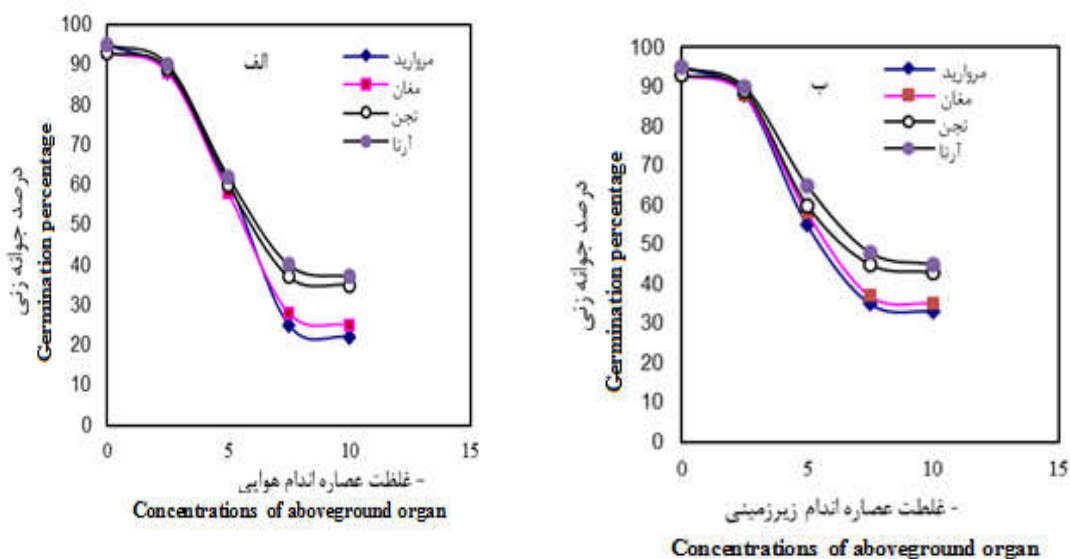 الف
مروارید
مغان
تجن
آرتا
100
90
80
70
60
50
40
30
20
10
0
درصد جوانه زنی
Germination percentage
0 5 10 15
- غلظت عصاره اندام هوایی
Concentrations of aboveground organ
ب
مروارید
مغان
تجن
آرتا
100
90
80
70
60
50
40
30
20
10
0
درصد جوانه زنی
Germination percentage
0 5 10 15
- غلظت عصاره اندام زیرزمینی
Concentrations of aboveground organ